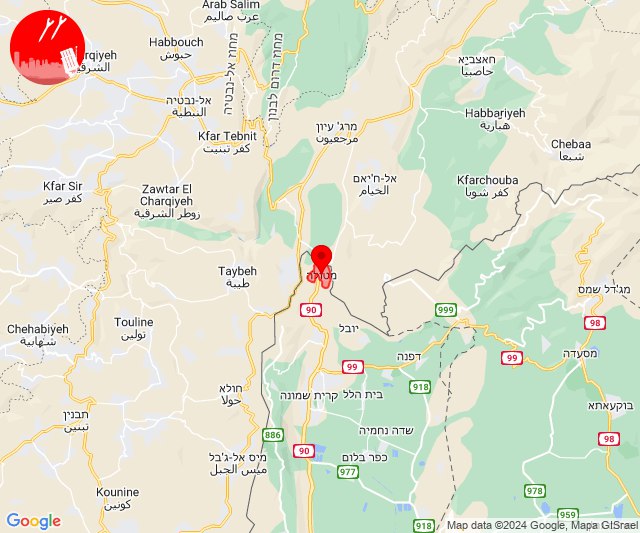 Arab Salim
ערב סאלים
מחוז אל-נבטיה
מחוז דרום לבנון
Habbouch
حبوش
חאצביא
حاصبيا
arqiyeh
الشرقية
אל-נבטיה
النبطية
Habbariyeh
هبارية
מרג' עיון
مرجعيون
Kfar Tebnit
كفر تبنيت
Chebaa
شبعا
Kfar Sir
كفر صير
Zawtar El
Charqiyeh
زوطر الشرقية
אל-ח'יאם
الخيام
Kfarchouba
كفر شوبا
Taybeh
طيبة
מטולה
מג'דל שמס
90
999
98
Chehabiyeh
شهابية
Touline
تولين
יובל
99
דפנה
99
מסעדה
918
חולא
حولا
קרית שמונה
בית הלל
בוקעאתא
תבנין
تبنين
886
שדה נחמיה
98
90
מיס אל-ג'בל
ميس الجبل
כפר בלום
977
Kounine
كونين
978
959
918
Google
Map data ©2024 Google, Mapa GISrael